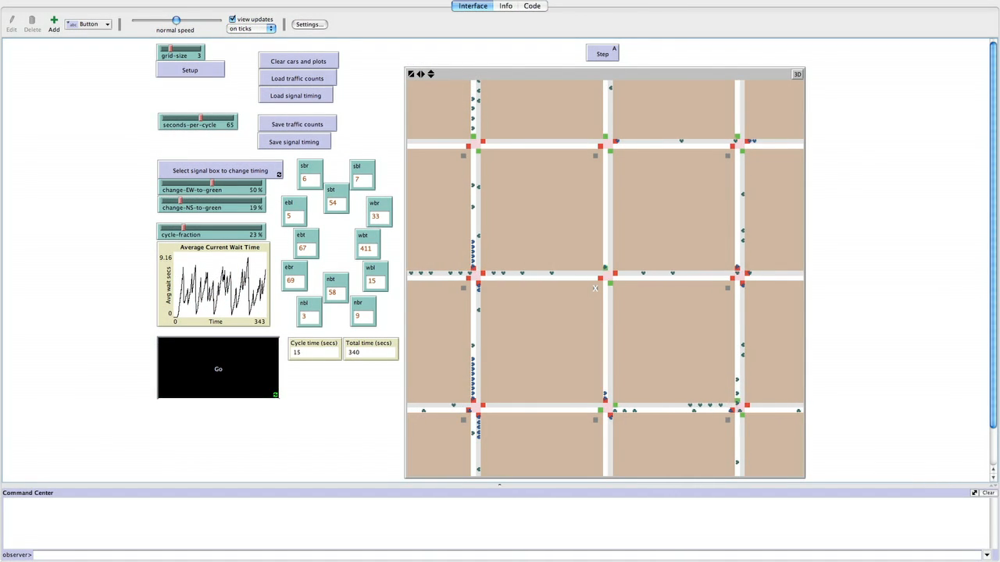 Interface Info Code
Edit Delete Add
abc Button
normal speed
view updates
on ticks
Settings...
grid-size 3
Setup
Clear cars and plots
Load traffic counts
Load signal timing
Step A
3D
seconds-per-cycle 65
Save traffic counts
Save signal timing
Select signal box to change timing
change-EW-to-green 50 %
change-NS-to-green 19 %
cycle-fraction 23 %
sbr
6
sbl
7
sbt
54
ebl
5
wbr
33
ebt
67
wbt
411
ebr
69
wbl
15
nbt
58
nbl
3
nbr
9
Average Current Wait Time
9.16
Avg wait secs
0
0 Time 343
X
Go
Cycle time (secs)
15
Total time (secs)
340
Command Center
Clear
observer>